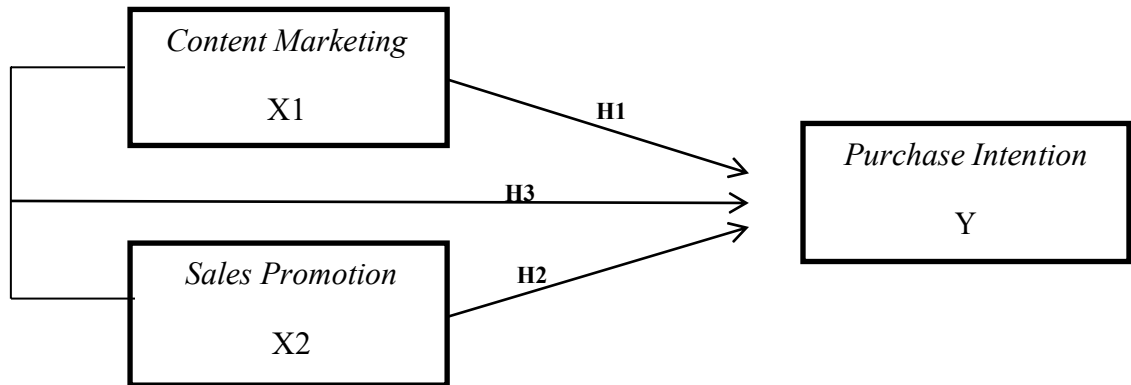 Content Marketing
X1
H1
Purchase Intention
Y
H3
Sales Promotion
X2
H2